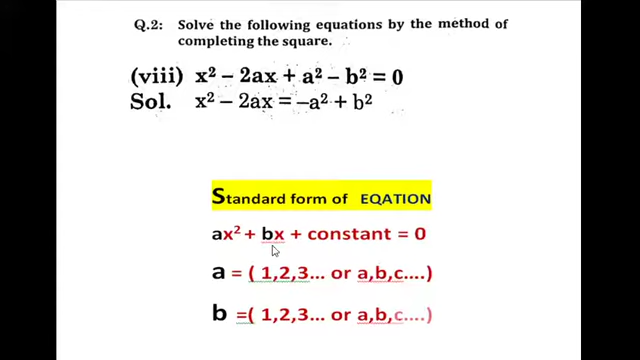 Q.2: Solve the following equations by the method of
completing the square.
(viii) x² – 2ax + a² – b² = 0
Sol. x² – 2ax = –a² + b²
Standard form of EQATION
ax² + bx + constant = 0
a = ( 1,2,3... or a,b,c....)
b =( 1,2,3... or a,b,c....)